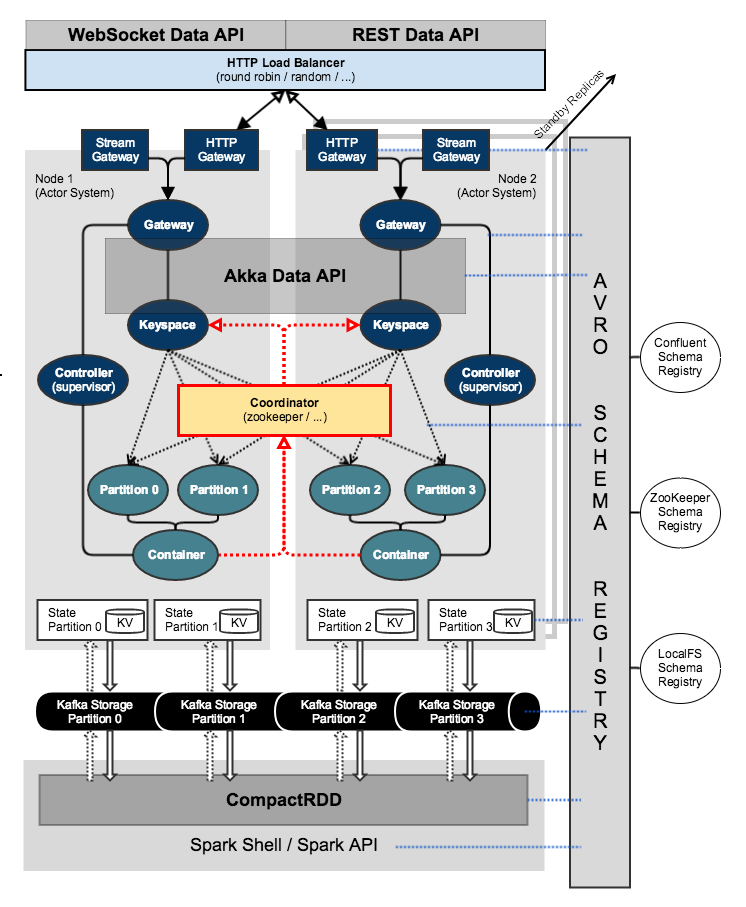 WebSocket Data API
REST Data API
HTTP Load Balancer
(round robin / random / ...)
Standby Replicas
Stream
Gateway
HTTP
Gateway
HTTP
Gateway
Stream
Gateway
Node 1
(Actor System)
Node 2
(Actor System)
Gateway
Gateway
Akka Data API
Keyspace
Keyspace
Controller
(supervisor)
Controller
(supervisor)
Coordinator
(zookeeper / ...)
Partition 0
Partition 1
Partition 2
Partition 3
Container
Container
State
Partition 0
KV
State
Partition 1
KV
State
Partition 2
KV
State
Partition 3
KV
Kafka Storage
Partition 0
Kafka Storage
Partition 1
Kafka Storage
Partition 2
Kafka Storage
Partition 3
CompactRDD
Spark Shell / Spark API
AVRO SCHEMA REGISTRY
Confluent
Schema
Registry
ZooKeeper
Schema
Registry
LocalFS
Schema
Registry